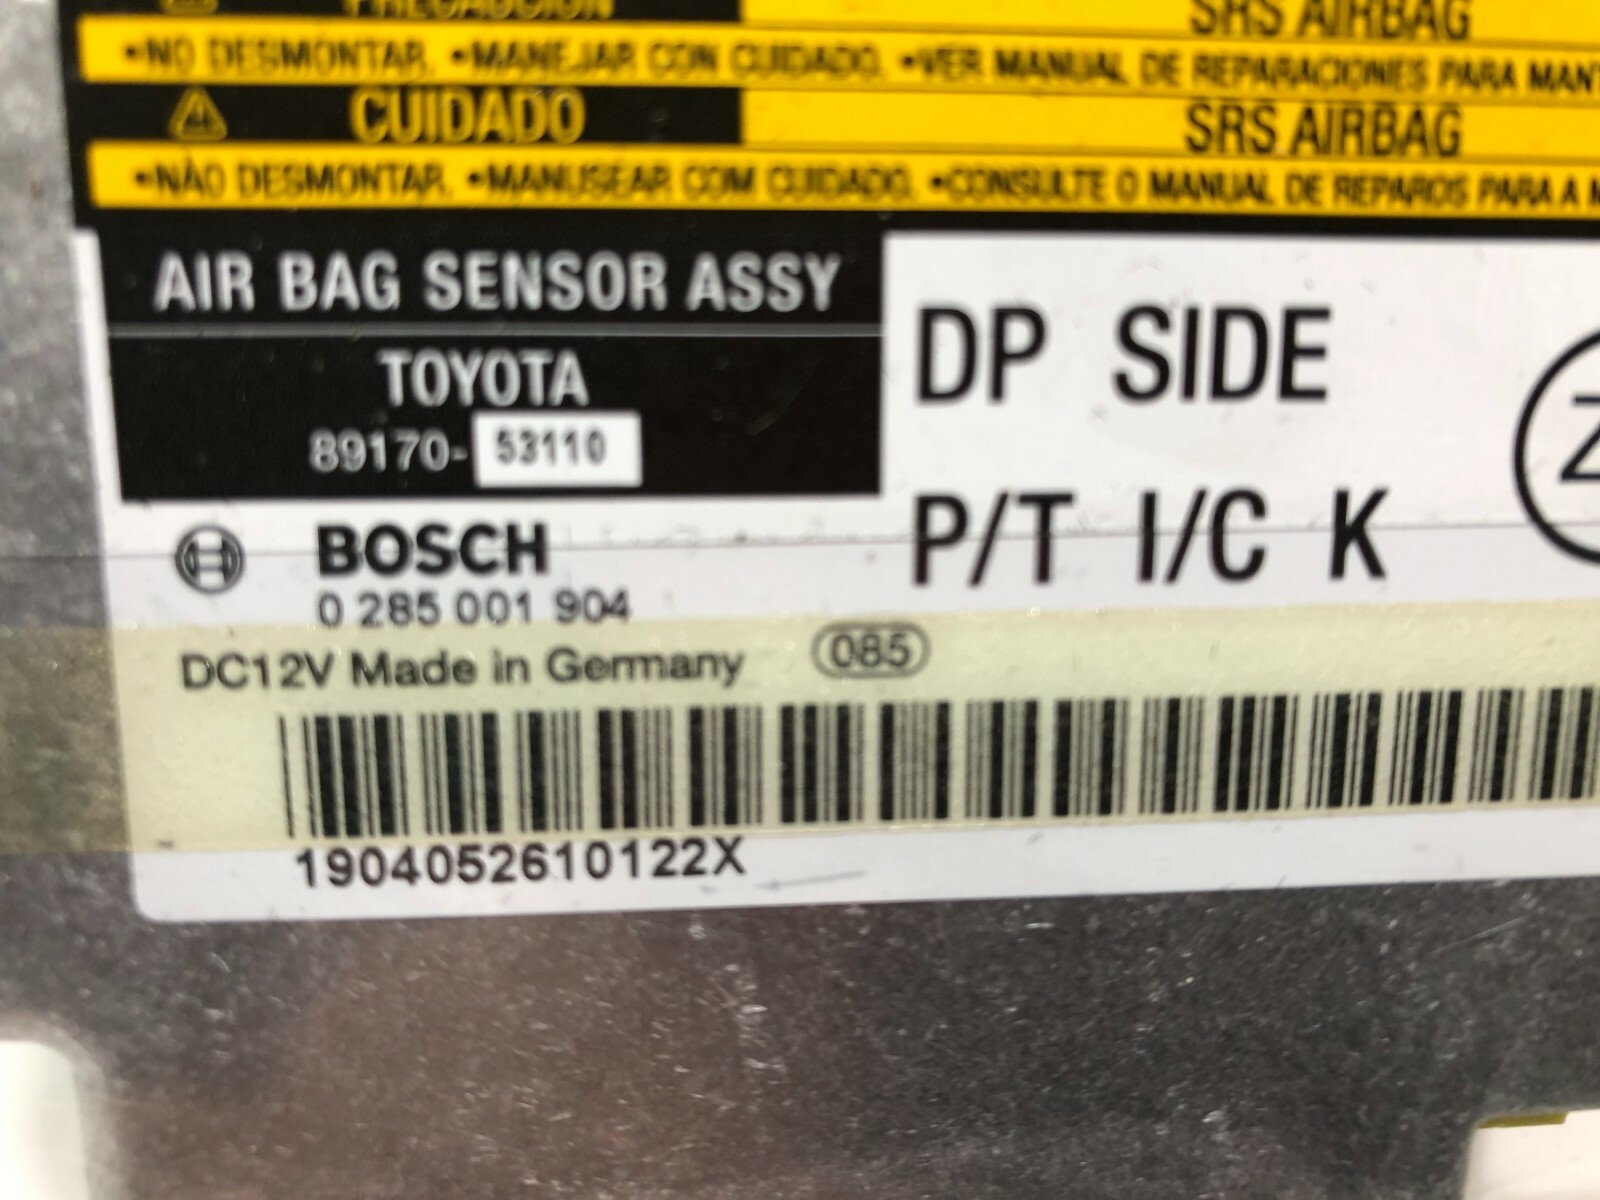 PRECAUCIÓN SRS AIRBAG
•NO DESMONTAR. •MANEJAR CON CUIDADO. •VER MANUAL DE REPARACIONES PARA MANT
CUIDADO SRS AIRBAG
•NÃO DESMONTAR. •MANUSEAR COM CUIDADO. •CONSULTE O MANUAL DE REPAROS PARA A M
AIR BAG SENSOR ASSY
TOYOTA
89170-53110
DP SIDE
P/T I/C K
Z
BOSCH
0 285 001 904
DC12V Made in Germany 085
1904052610122X